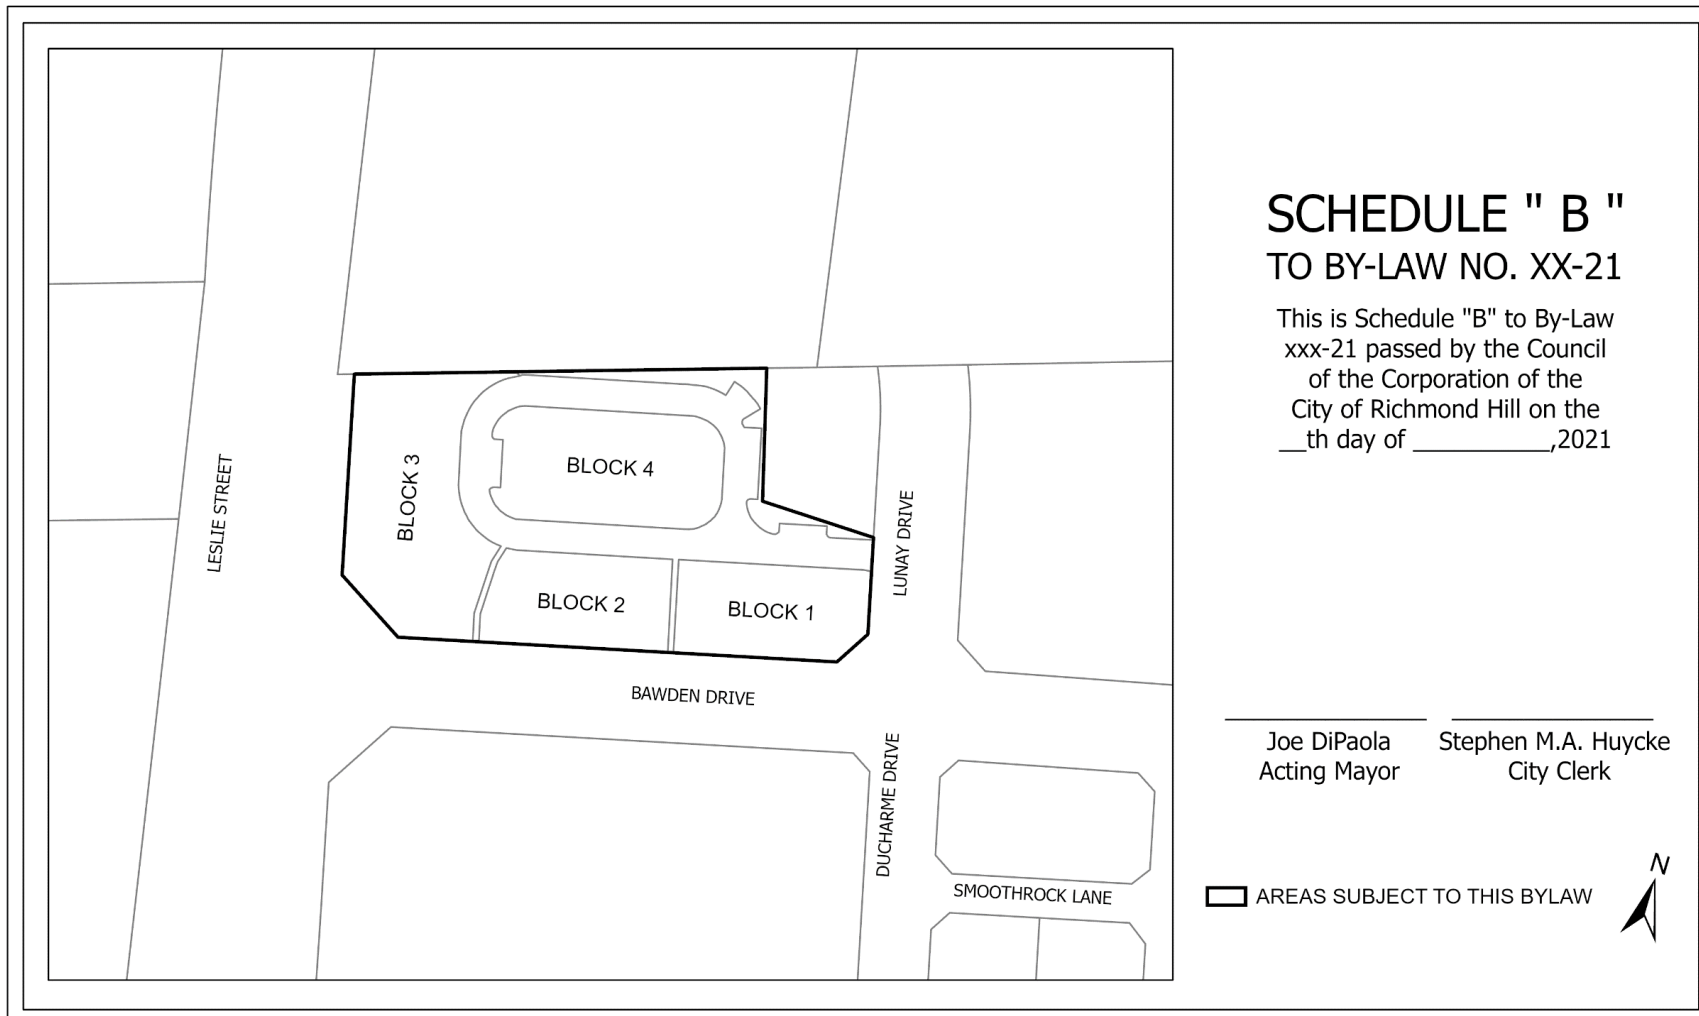 SCHEDULE " B "
TO BY-LAW NO. XX-21
This is Schedule "B" to By-Law
xxx-21 passed by the Council
of the Corporation of the
City of Richmond Hill on the
__th day of __________,2021
Joe DiPaola
Acting Mayor
Stephen M.A. Huycke
City Clerk
N
AREAS SUBJECT TO THIS BYLAW
LESLIE STREET
BLOCK 3
BLOCK 4
BLOCK 2
BLOCK 1
LUNAY DRIVE
BAWDEN DRIVE
DUCHARME DRIVE
SMOOTHROCK LANE